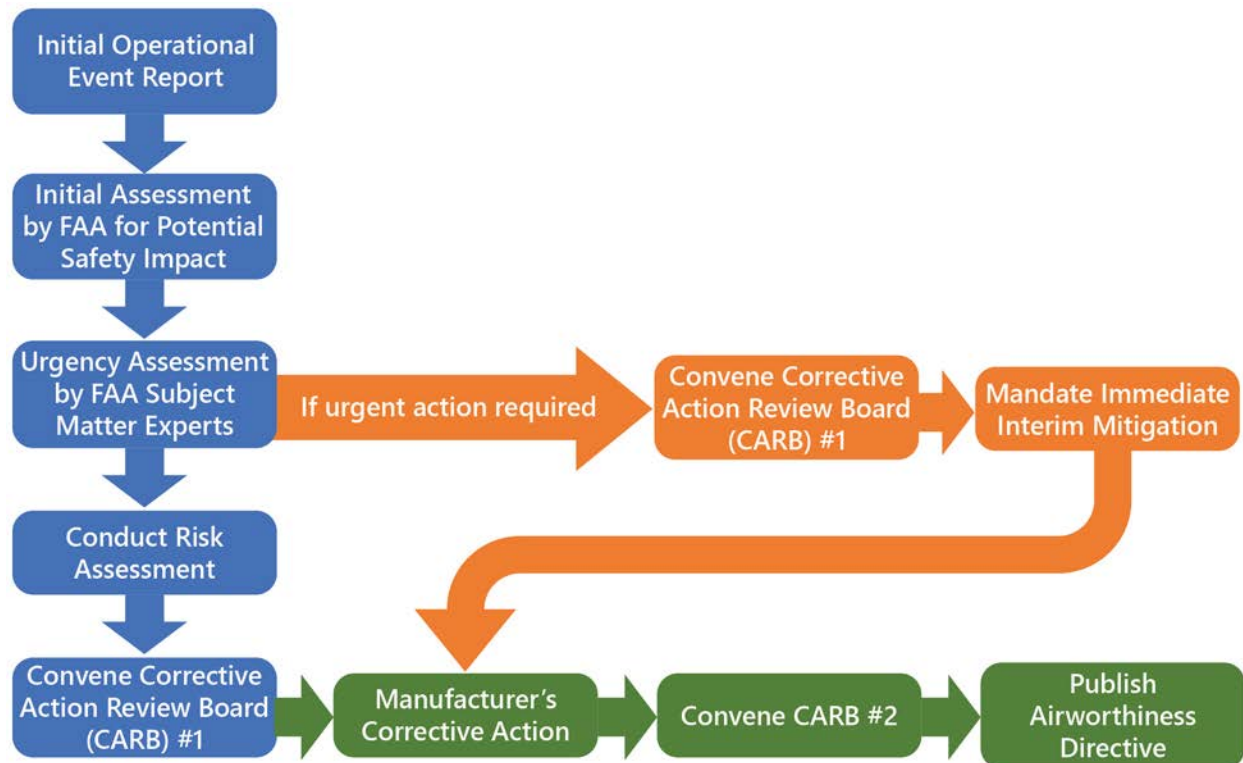 Initial Operational
Event Report
Initial Assessment
by FAA for Potential
Safety Impact
Urgency Assessment
by FAA Subject
Matter Experts
If urgent action required
Convene Corrective
Action Review Board
(CARB) #1
Mandate Immediate
Interim Mitigation
Conduct Risk
Assessment
Convene Corrective
Action Review Board
(CARB) #1
Manufacturer’s
Corrective Action
Convene CARB #2
Publish
Airworthiness
Directive